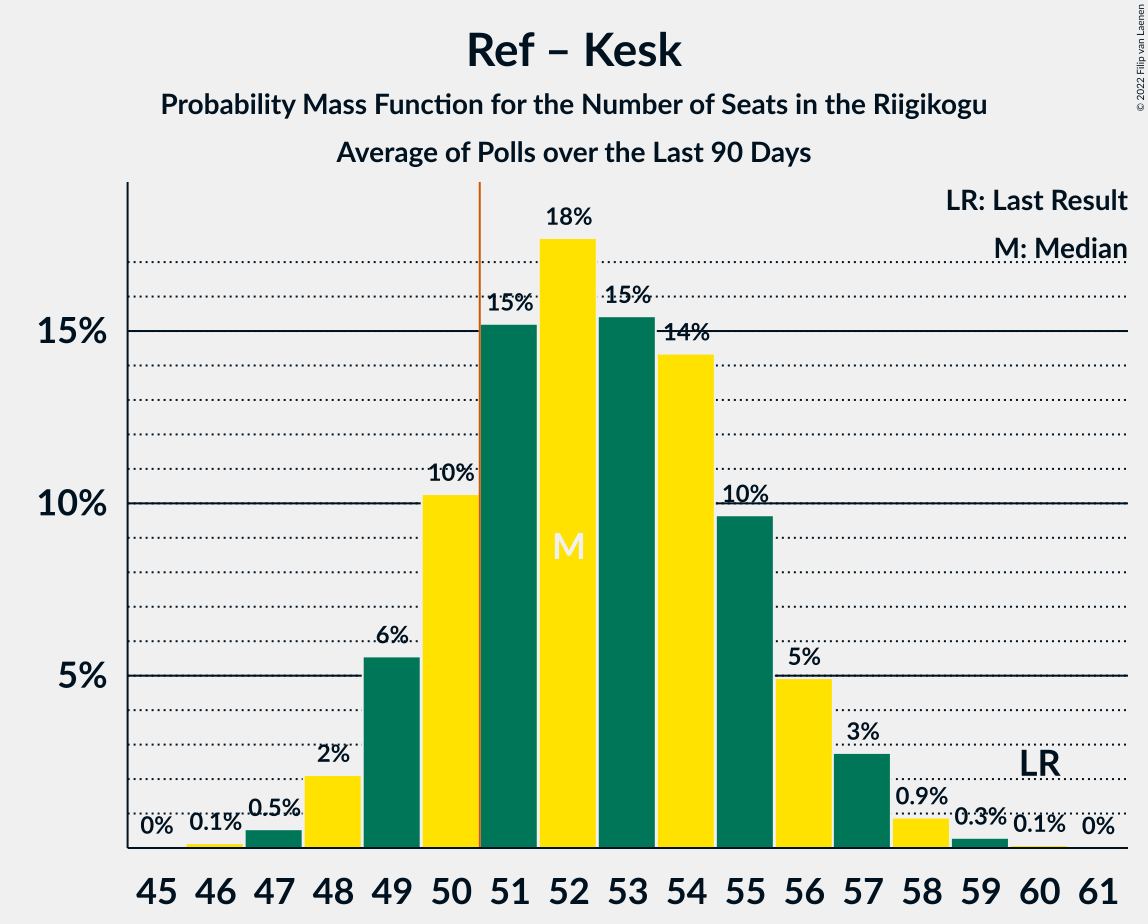 Ref – Kesk
Probability Mass Function for the Number of Seats in the Riigikogu
Average of Polls over the Last 90 Days
© 2022 Filip van Laenen
LR: Last Result
M: Median
15%
10%
5%
0%
0.1%
0.5%
2%
6%
10%
15%
18%
15%
14%
10%
5%
3%
0.9%
0.3%
0.1%
0%
M
LR
45 46 47 48 49 50 51 52 53 54 55 56 57 58 59 60 61